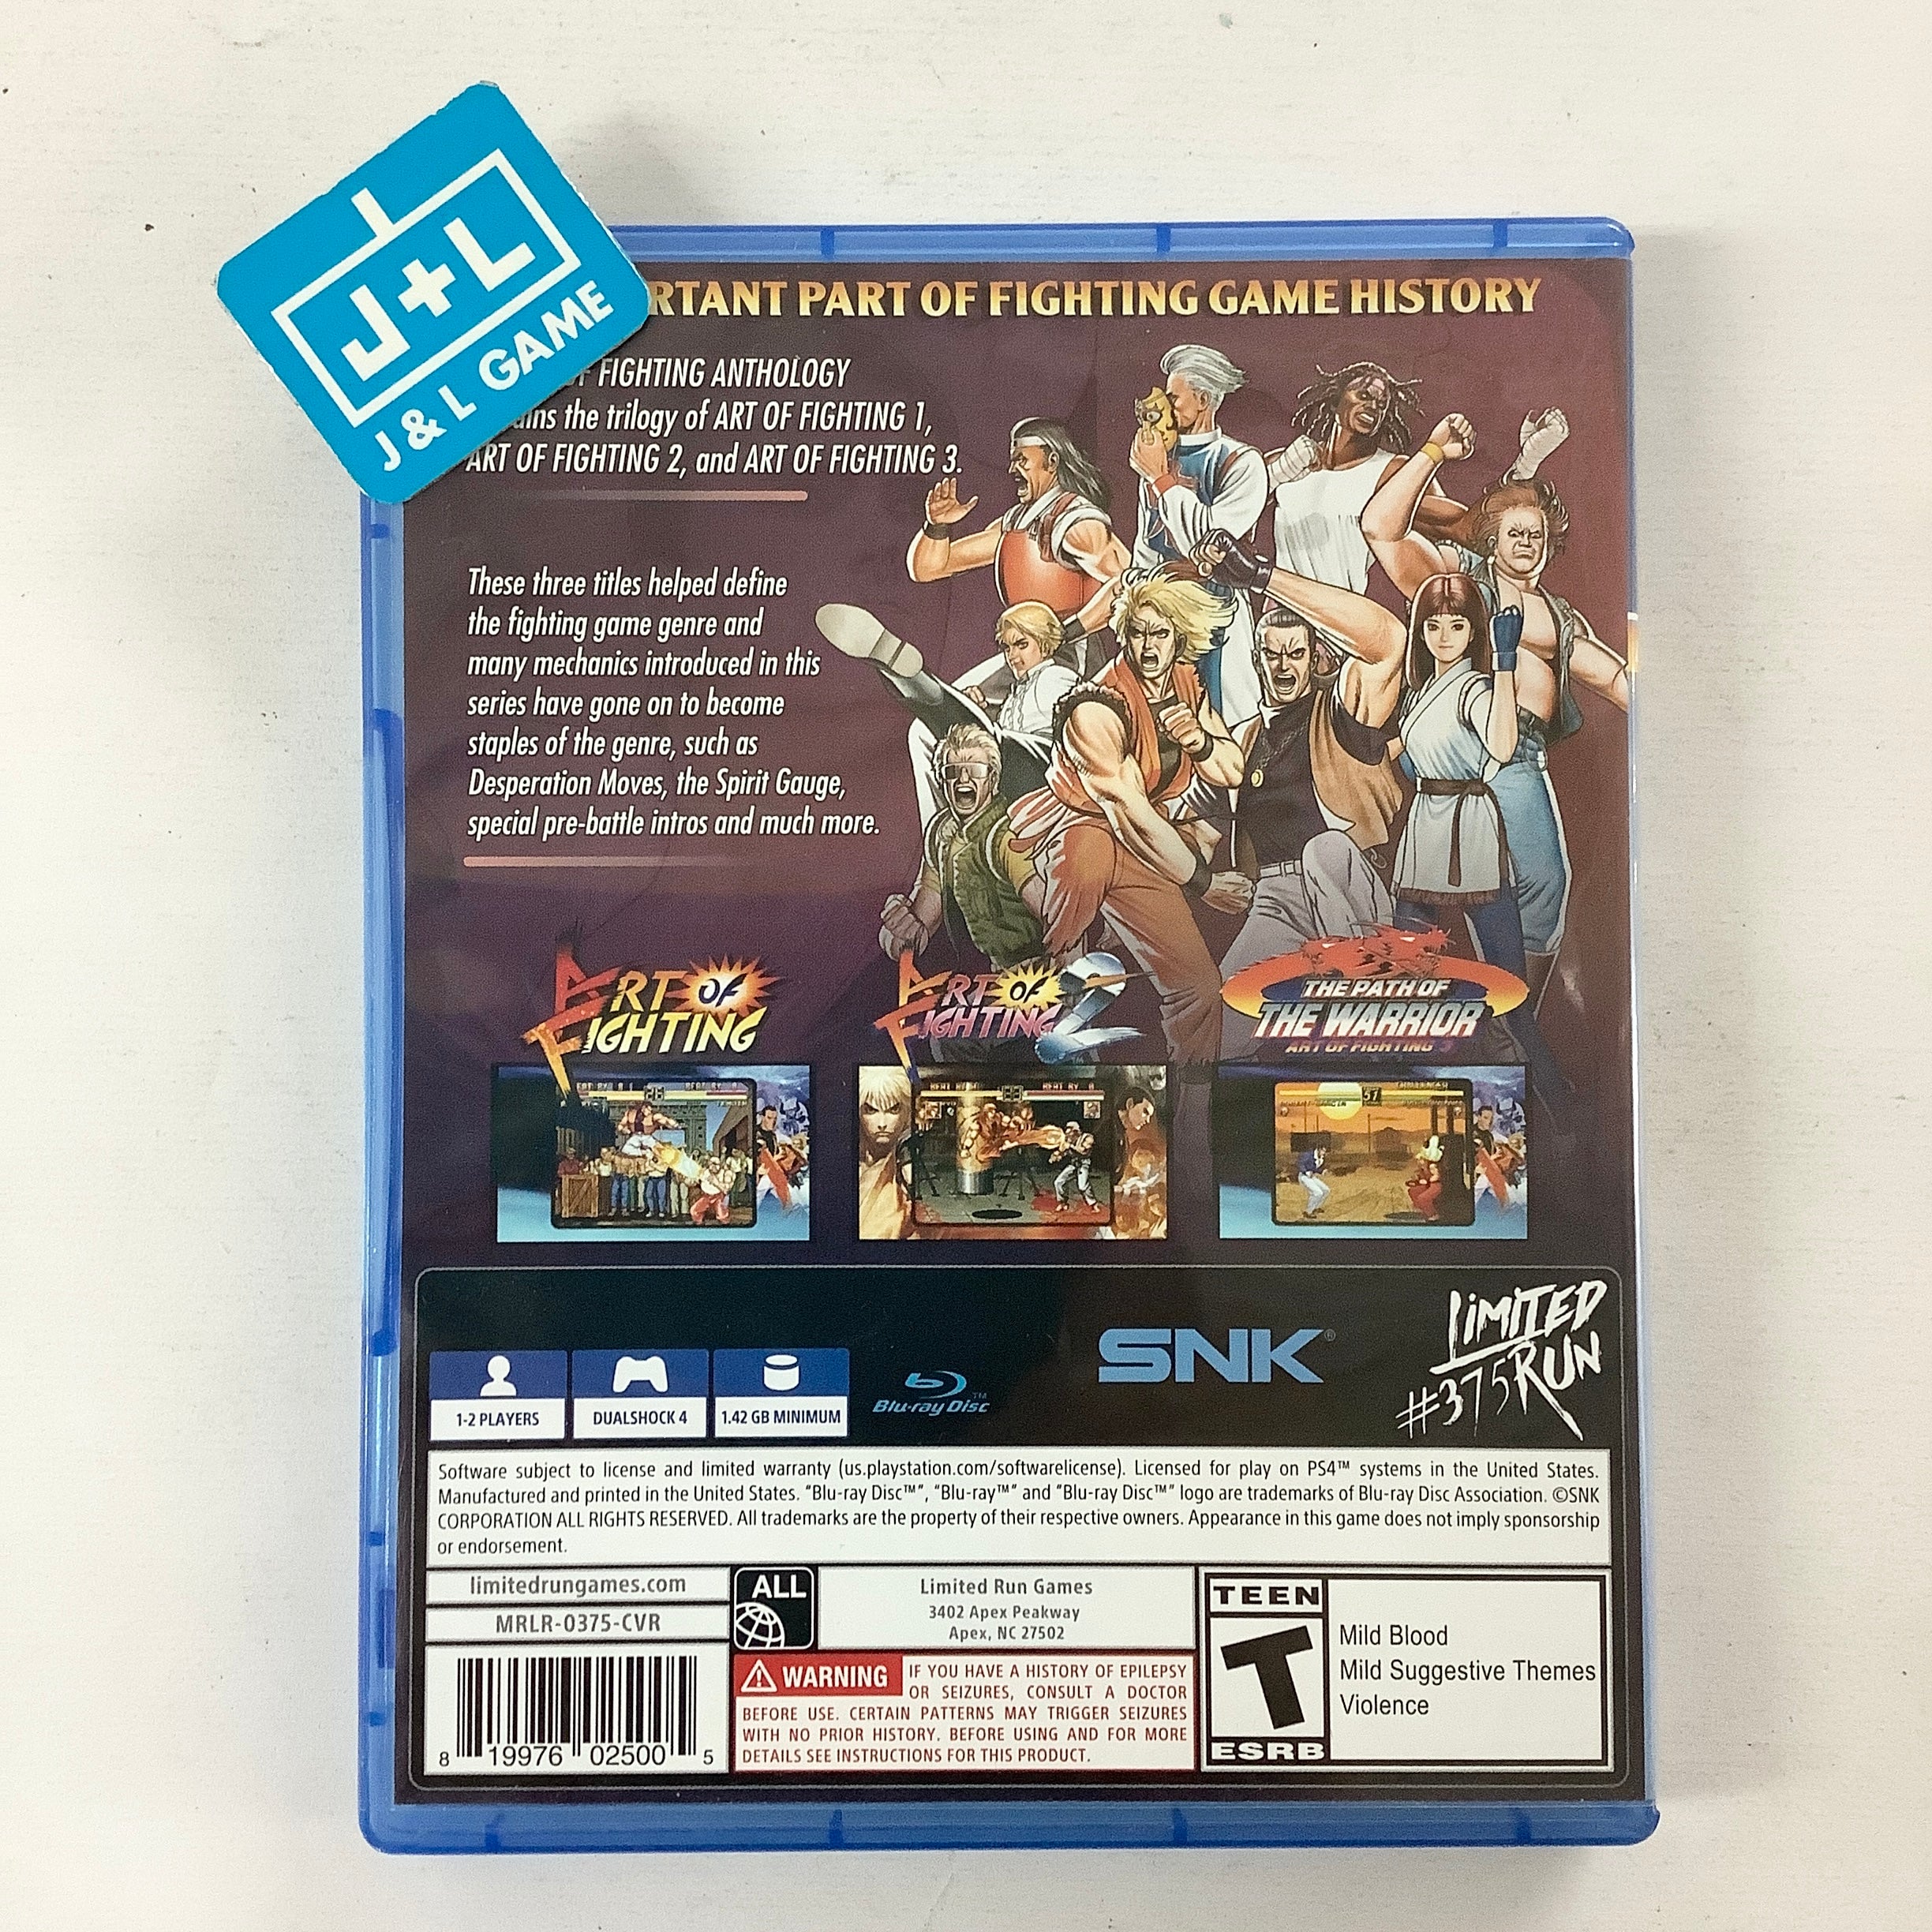 J+L
J & L GAME
PART OF FIGHTING GAME HISTORY
FIGHTING ANTHOLOGY
the trilogy of ART OF FIGHTING 1,
ART OF FIGHTING 2, and ART OF FIGHTING 3.
These three titles helped define
the fighting game genre and
many mechanics introduced in this
series have gone on to become
staples of the genre, such as
Desperation Moves, the Spirit Gauge,
special pre-battle intros and much more.
ART OF FIGHTING
ART OF FIGHTING 2
THE PATH OF
THE WARRIOR
ART OF FIGHTING 3
1-2 PLAYERS
DUALSHOCK 4
1.42 GB MINIMUM
Blu-ray Disc™
SNK®
LIMITED
RUN
#375
Software subject to license and limited warranty (us.playstation.com/softwarelicense). Licensed for play on PS4™ systems in the United States.
Manufactured and printed in the United States. "Blu-ray Disc™", "Blu-ray™" and "Blu-ray Disc™" logo are trademarks of Blu-ray Disc Association. ©SNK
CORPORATION ALL RIGHTS RESERVED. All trademarks are the property of their respective owners. Appearance in this game does not imply sponsorship
or endorsement.
limitedrungames.com
MRLR-0375-CVR
8 19976 02500 5
ALL
Limited Run Games
3402 Apex Peakway
Apex, NC 27502
WARNING IF YOU HAVE A HISTORY OF EPILEPSY
OR SEIZURES, CONSULT A DOCTOR
BEFORE USE. CERTAIN PATTERNS MAY TRIGGER SEIZURES
WITH NO PRIOR HISTORY. BEFORE USING AND FOR MORE
DETAILS SEE INSTRUCTIONS FOR THIS PRODUCT.
TEEN
T
ESRB
Mild Blood
Mild Suggestive Themes
Violence